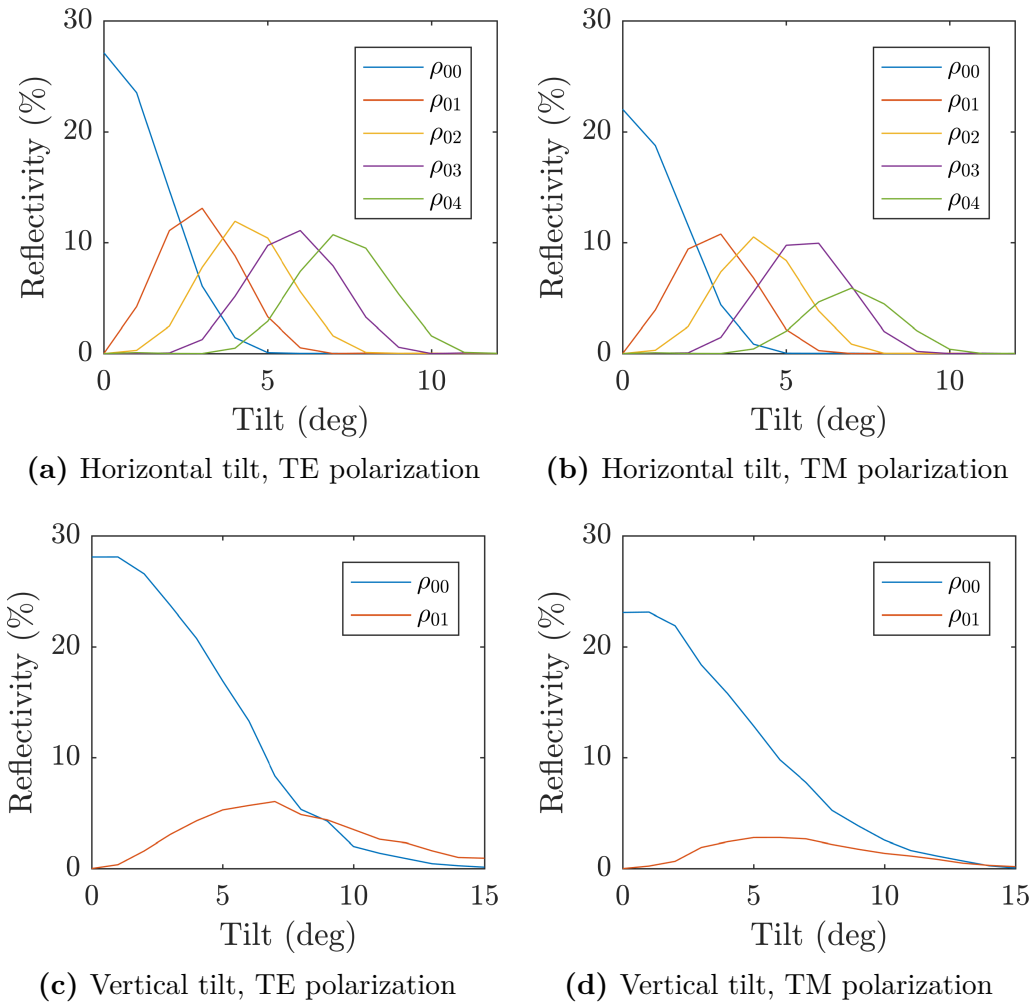 30
20
10
0
0
5
10
Reflectivity (%)
Tilt (deg)
ρ00
ρ01
ρ02
ρ03
ρ04
(a) Horizontal tilt, TE polarization
30
20
10
0
0
5
10
Reflectivity (%)
Tilt (deg)
ρ00
ρ01
ρ02
ρ03
ρ04
(b) Horizontal tilt, TM polarization
30
20
10
0
0
5
10
15
Reflectivity (%)
Tilt (deg)
ρ00
ρ01
(c) Vertical tilt, TE polarization
30
20
10
0
0
5
10
15
Reflectivity (%)
Tilt (deg)
ρ00
ρ01
(d) Vertical tilt, TM polarization